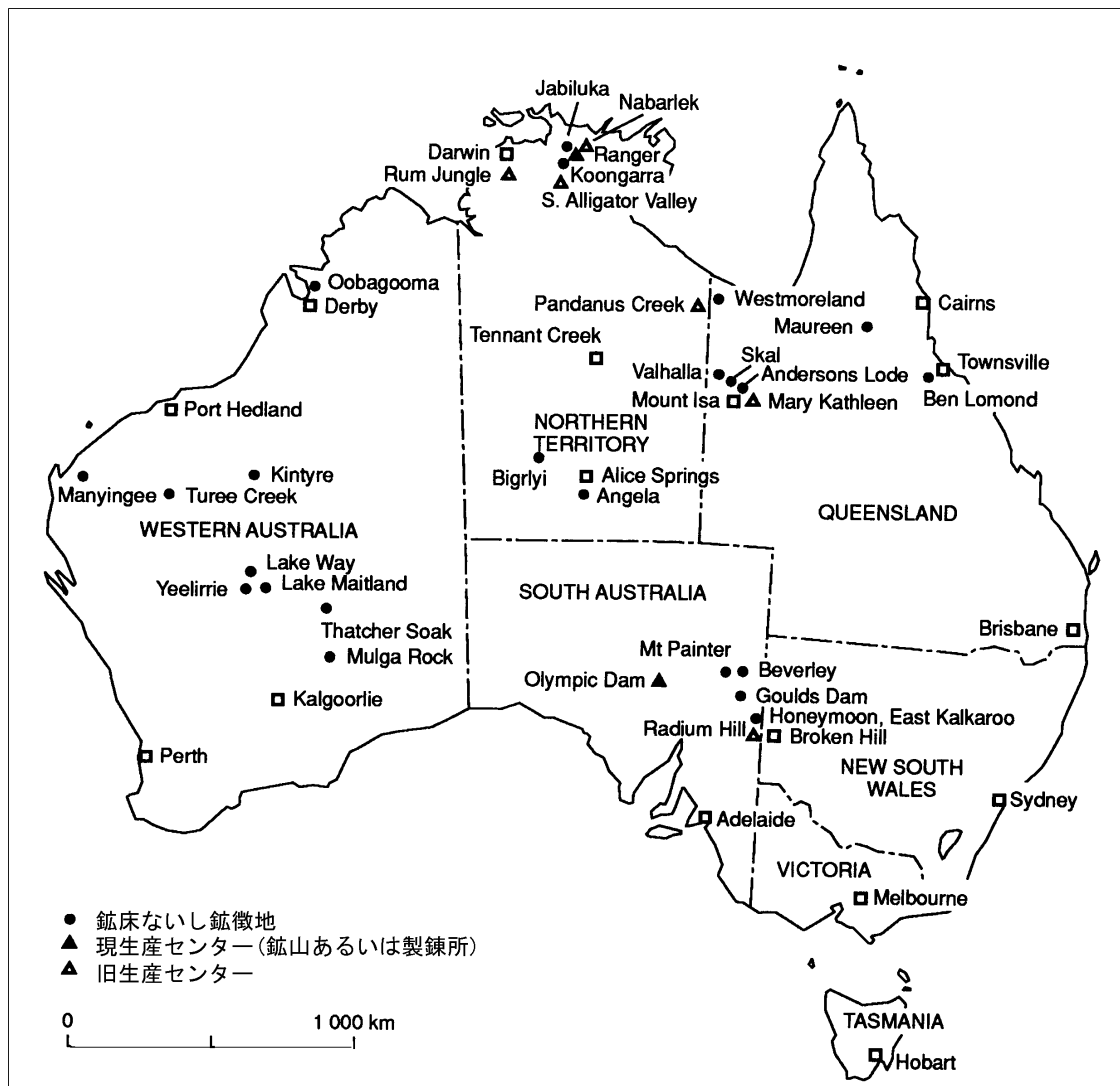 Jabiluka
Nabarlek
Darwin
Ranger
Rum Jungle
Koongarra
S. Alligator Valley
Oobagooma
Derby
Pandanus Creek
Westmoreland
Cairns
Maureen
Tennant Creek
Skal
Valhalla
Andersons Lode
Townsville
Mount Isa
Mary Kathleen
Ben Lomond
Port Hedland
NORTHERN
TERRITORY
Bigrlyi
Alice Springs
Angela
Kintyre
Manyingee
Turee Creek
QUEENSLAND
WESTERN AUSTRALIA
Lake Way
Yeelirrie
Lake Maitland
SOUTH AUSTRALIA
Thatcher Soak
Brisbane
Mulga Rock
Mt Painter
Beverley
Olympic Dam
Goulds Dam
Kalgoorlie
Honeymoon, East Kalkaroo
Radium Hill
Broken Hill
Perth
NEW SOUTH
WALES
Sydney
Adelaide
VICTORIA
Melbourne
鉱床ないし鉱徴地
現生産センター(鉱山あるいは製錬所)
旧生産センター
0 1 000 km
TASMANIA
Hobart